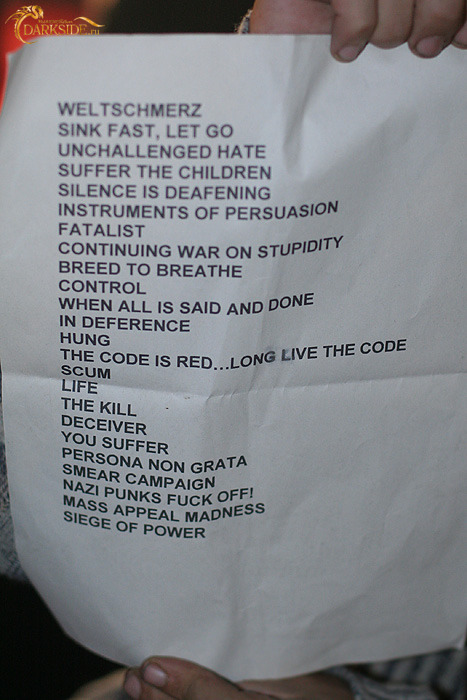 DARKSIDE.ru
WELTSCHMERZ
SINK FAST, LET GO
UNCHALLENGED HATE
SUFFER THE CHILDREN
SILENCE IS DEAFENING
INSTRUMENTS OF PERSUASION
FATALIST
CONTINUING WAR ON STUPIDITY
BREED TO BREATHE
CONTROL
WHEN ALL IS SAID AND DONE
IN DEFERENCE
HUNG
THE CODE IS RED...LONG LIVE THE CODE
SCUM
LIFE
THE KILL
DECEIVER
YOU SUFFER
PERSONA NON GRATA
SMEAR CAMPAIGN
NAZI PUNKS FUCK OFF!
MASS APPEAL MADNESS
SIEGE OF POWER